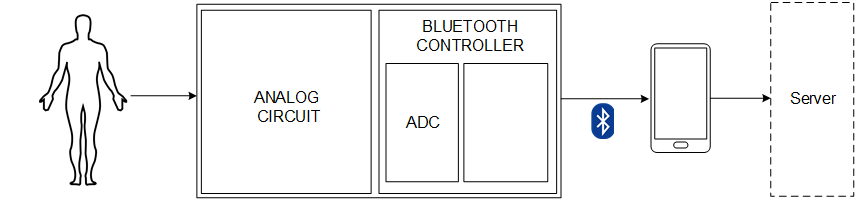 BLUETOOTH
CONTROLLER
ANALOG
CIRCUIT
ADC
Server